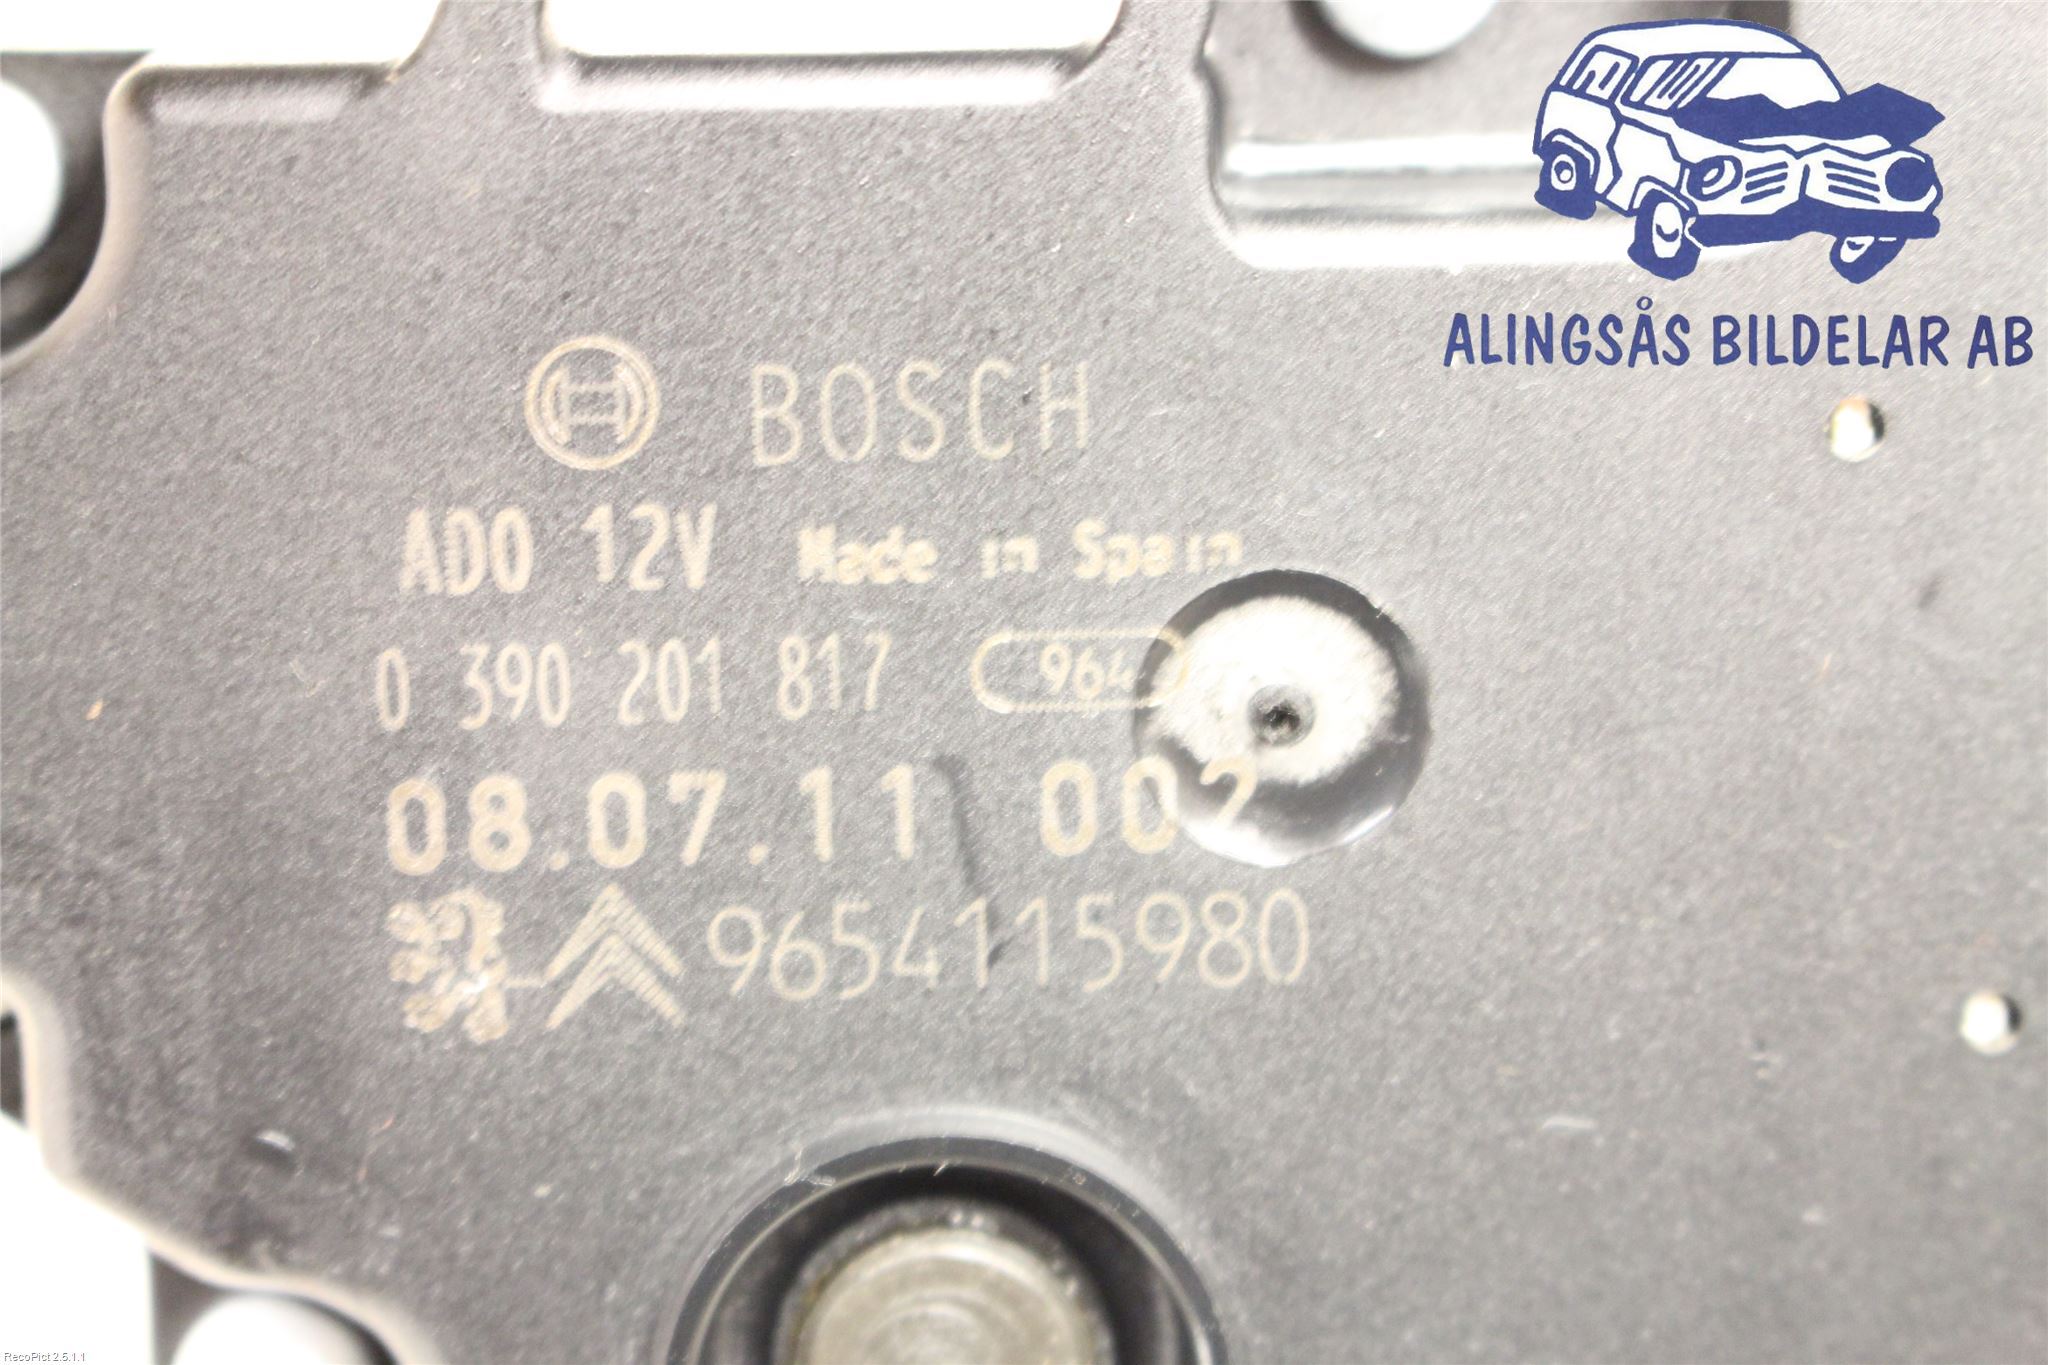 ALINGSÅS BILDELAR AB
BOSCH
AD0 12V Made in Spain
0 390 201 817 964
08.07.11 002
9654115980
RecoPict 2.5.1.1